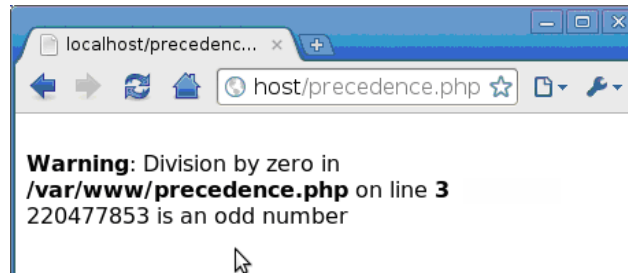 localhost/precedenc...
host/precedence.php
Warning: Division by zero in
/var/www/precedence.php on line 3
220477853 is an odd number